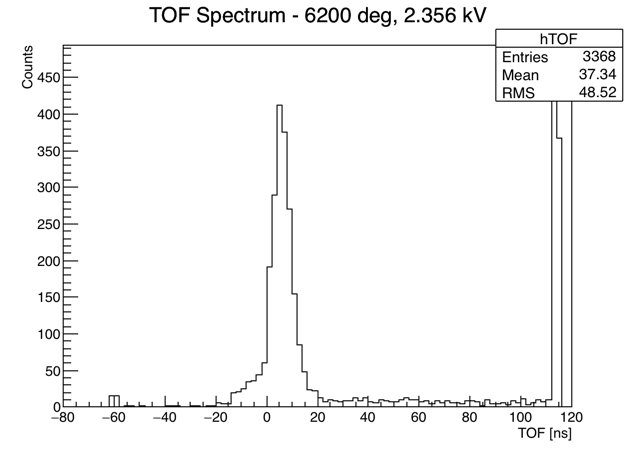 TOF Spectrum - 6200 deg, 2.356 kV
hTOF
Entries 3368
Mean 37.34
RMS 48.52
Counts
450
400
350
300
250
200
150
100
50
0
−80 −60 −40 −20 0 20 40 60 80 100 120
TOF [ns]